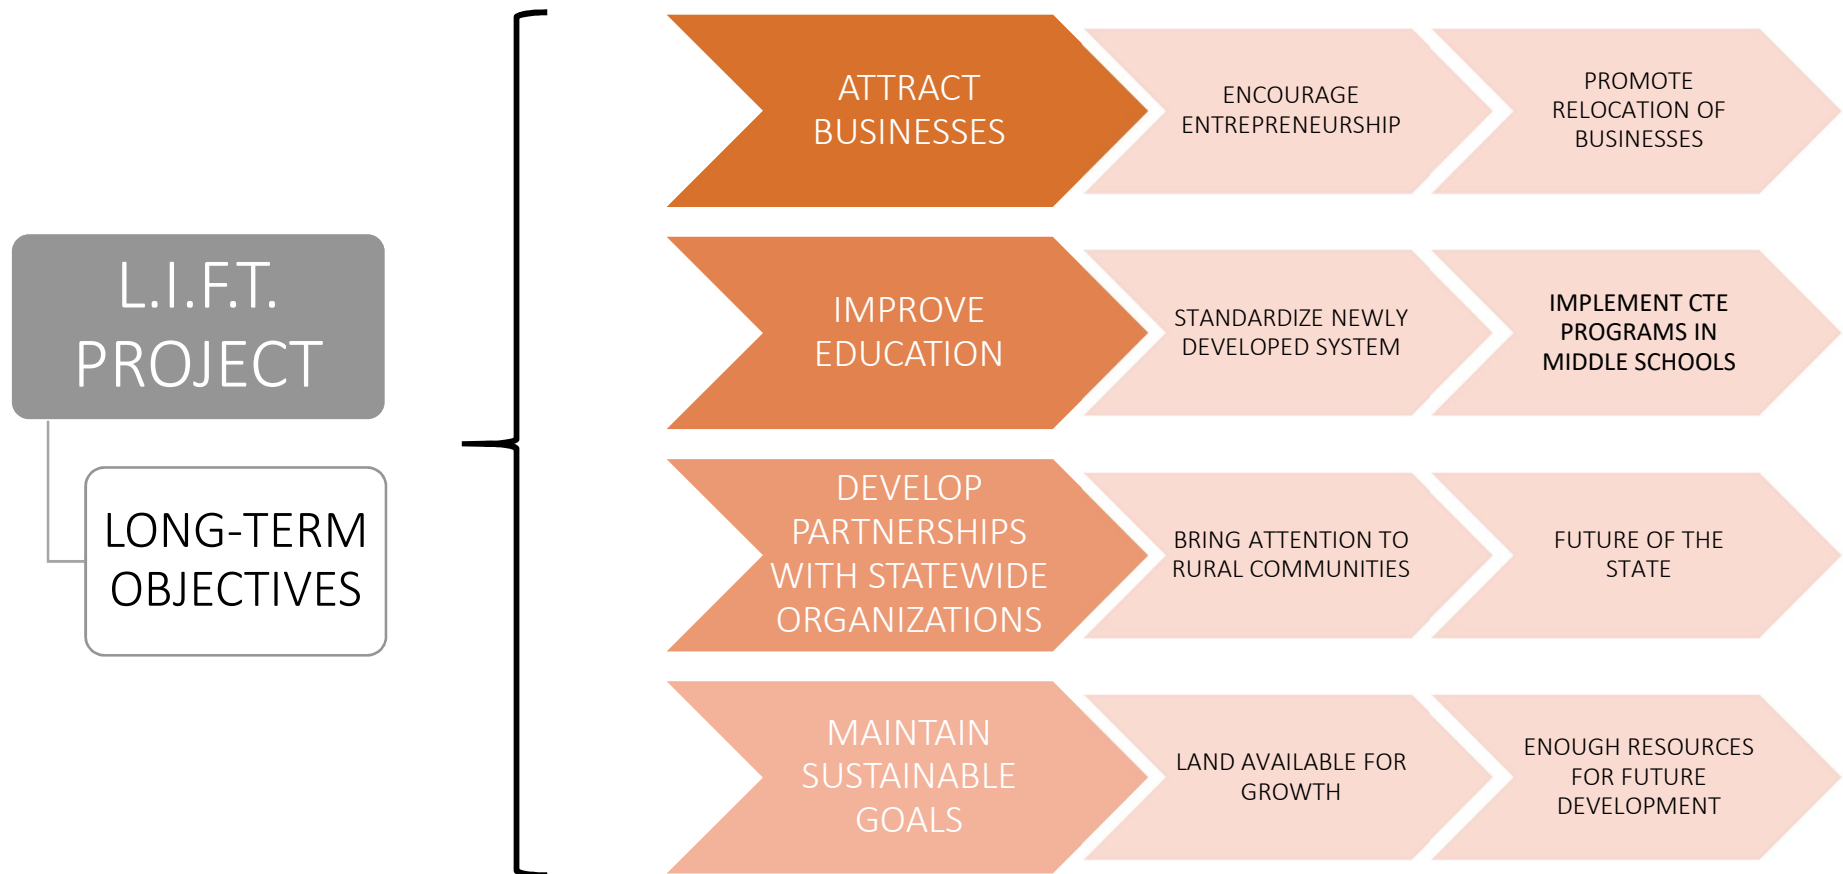 L.I.F.T.
PROJECT
LONG-TERM
OBJECTIVES
ATTRACT
BUSINESSES
ENCOURAGE
ENTREPRENEURSHIP
PROMOTE
RELOCATION OF
BUSINESSES
IMPROVE
EDUCATION
STANDARDIZE NEWLY
DEVELOPED SYSTEM
IMPLEMENT CTE
PROGRAMS IN
MIDDLE SCHOOLS
DEVELOP
PARTNERSHIPS
WITH STATEWIDE
ORGANIZATIONS
BRING ATTENTION TO
RURAL COMMUNITIES
FUTURE OF THE
STATE
MAINTAIN
SUSTAINABLE
GOALS
LAND AVAILABLE FOR
GROWTH
ENOUGH RESOURCES
FOR FUTURE
DEVELOPMENT